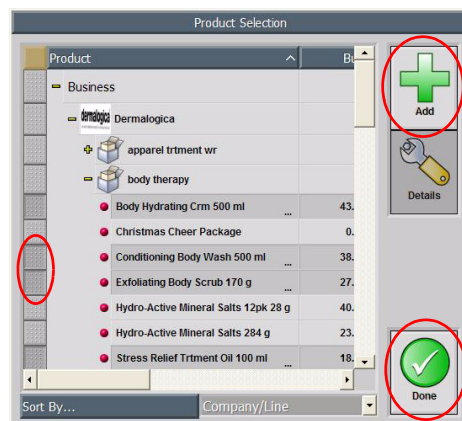 Product Selection
Product Bu
Business
dermalogica Dermalogica
apparel trtment wr
body therapy
Body Hydrating Crm 500 ml ... 43.
Christmas Cheer Package 0.
Conditioning Body Wash 500 ml ... 38.
Exfoliating Body Scrub 170 g ... 27.
Hydro-Active Mineral Salts 12pk 28 g 40.
Hydro-Active Mineral Salts 284 g 23.
Stress Relief Trtment Oil 100 ml ... 18.
Sort By... Company/Line
Add
Details
Done